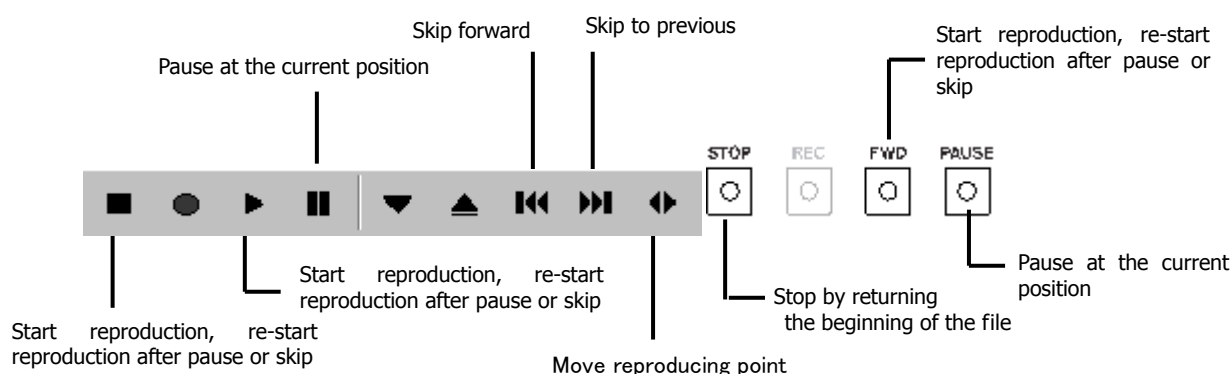 Skip forward
Skip to previous
Start reproduction, re-start
reproduction after pause or
skip
Pause at the current position
STOP
REC
FWD
PAUSE
Start reproduction, re-start
reproduction after pause or skip
Pause at the current
position
Stop by returning
the beginning of the file
Start reproduction, re-start
reproduction after pause or skip
Move reproducing point